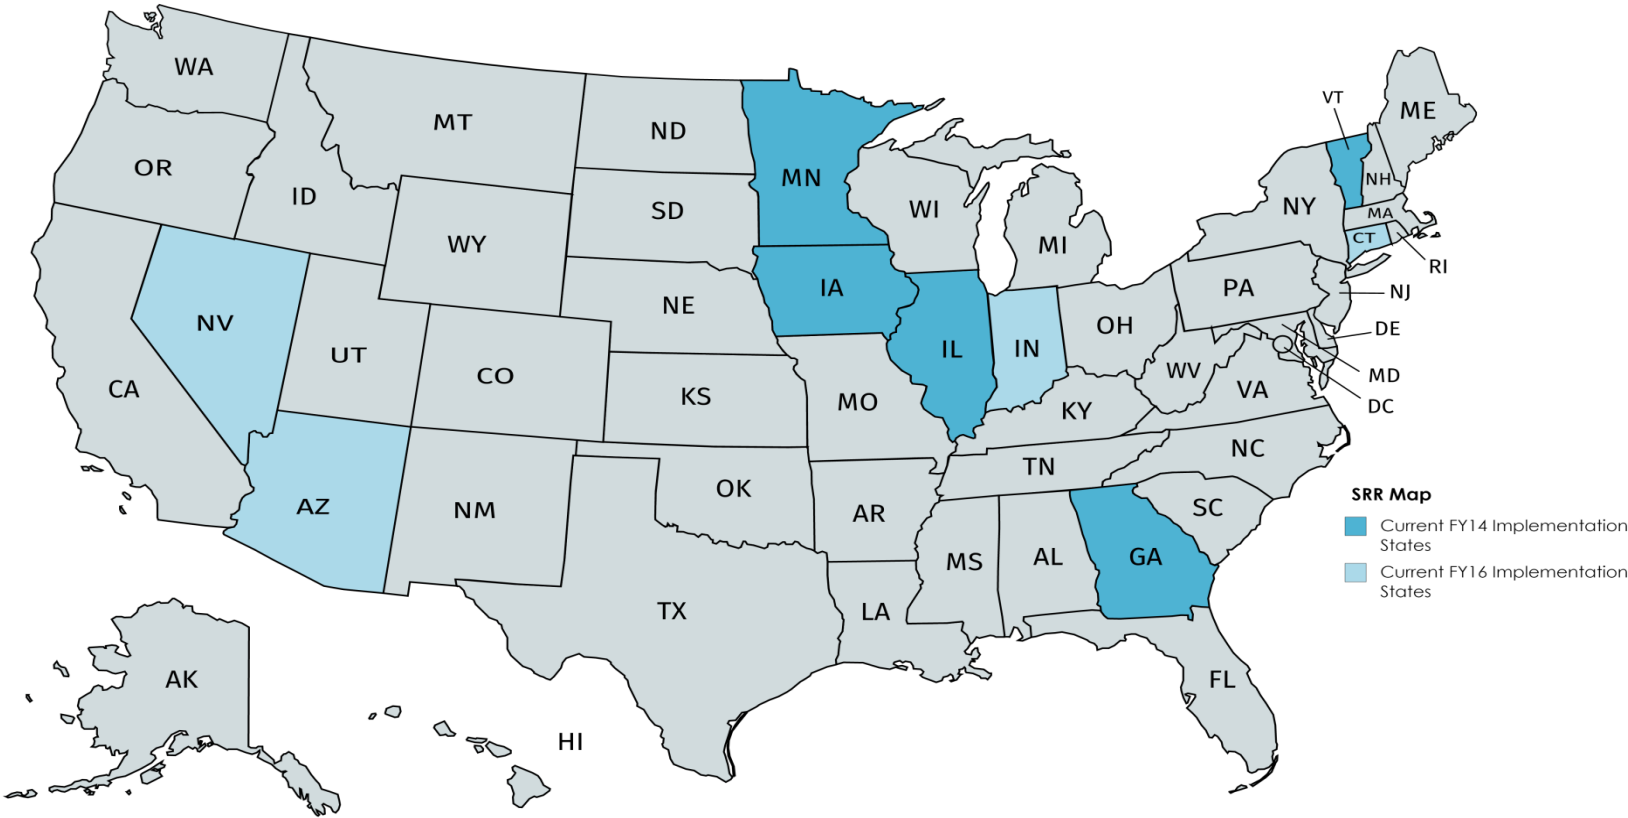 WA
MT
ND
MN
VT
ME
OR
ID
SD
WI
NH
NY
MA
WY
MI
CT
RI
NV
NE
IA
PA
NJ
UT
CO
IL
IN
OH
DE
CA
KS
MO
KY
WV
VA
MD
DC
AZ
NM
OK
AR
TN
NC
SC
SRR Map
Current FY14 Implementation
States
Current FY16 Implementation
States
MS
AL
GA
TX
LA
AK
FL
HI